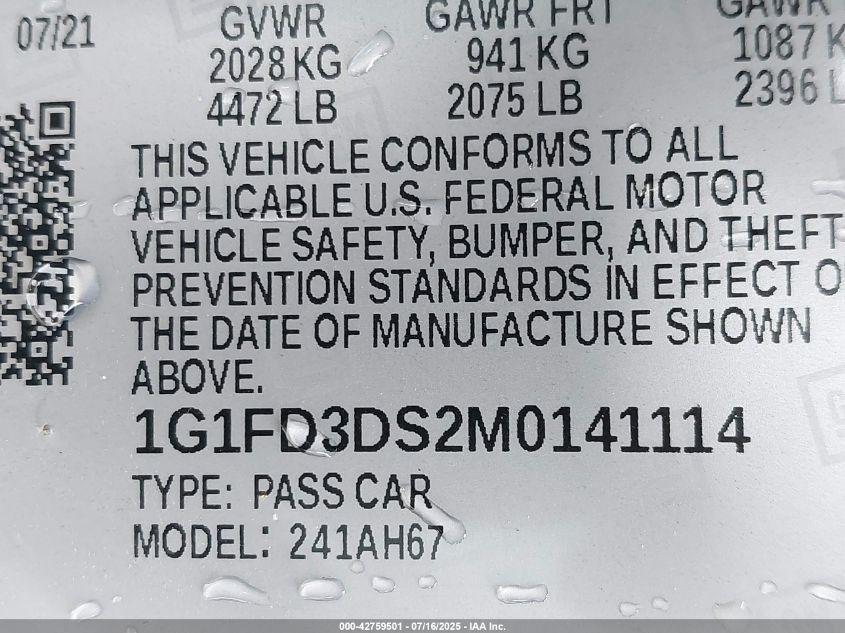 07/21 GVWR GAWR FRT GAWR
2028 KG 941 KG 1087 K
4472 LB 2075 LB 2396 L
THIS VEHICLE CONFORMS TO ALL
APPLICABLE U.S. FEDERAL MOTOR
VEHICLE SAFETY, BUMPER, AND THEFT
PREVENTION STANDARDS IN EFFECT O
THE DATE OF MANUFACTURE SHOWN
ABOVE.
1G1FD3DS2M0141114
TYPE: PASS CAR
MODEL: 241AH67
000-42759501 - 07/16/2025 - IAA Inc.